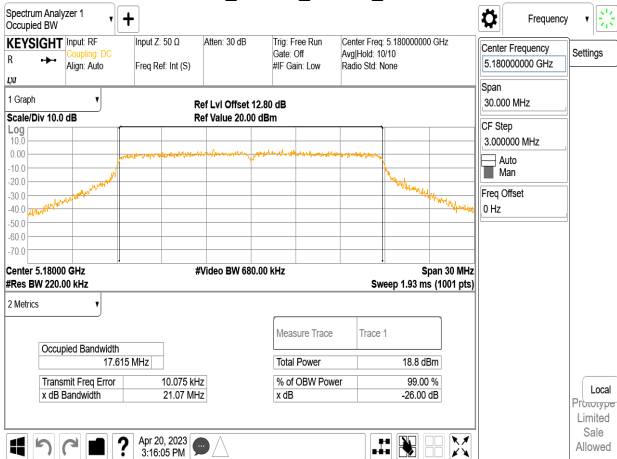 Spectrum Analyzer 1
Occupied BW
Frequency
KEYSIGHT
R
LXI
Input: RF
Coupling: DC
Align: Auto
Input Z: 50 Ω
Freq Ref: Int (S)
Atten: 30 dB
Trig: Free Run
Gate: Off
#IF Gain: Low
Center Freq: 5.180000000 GHz
Avg|Hold: 10/10
Radio Std: None
Center Frequency
5.180000000 GHz
Settings
Span
30.000 MHz
CF Step
3.000000 MHz
Auto
Man
Freq Offset
0 Hz
1 Graph
Scale/Div 10.0 dB
Ref Lvl Offset 12.80 dB
Ref Value 20.00 dBm
Log
10.0
0.00
-10.0
-20.0
-30.0
-40.0
-50.0
-60.0
-70.0
Center 5.18000 GHz
#Video BW 680.00 kHz
Span 30 MHz
#Res BW 220.00 kHz
Sweep 1.93 ms (1001 pts)
2 Metrics
Measure Trace Trace 1
Occupied Bandwidth
17.615 MHz
Total Power 18.8 dBm
Transmit Freq Error 10.075 kHz
% of OBW Power 99.00 %
x dB Bandwidth 21.07 MHz
x dB -26.00 dB
Local
Prototype
Limited
Sale
Allowed
?
Apr 20, 2023
3:16:05 PM